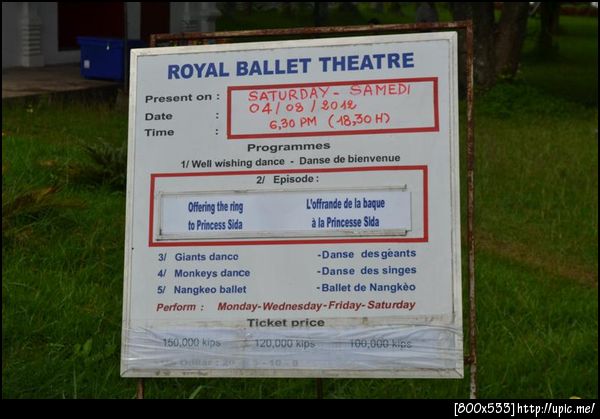 ROYAL BALLET THEATRE
Present on : SATURDAY - SAMEDI
Date : 04/08/2012
Time : 6,30 PM (18,30 H)
Programmes
1/ Well wishing dance - Danse de bienvenue
2/ Episode :
Offering the ring L'offrande de la baque
to Princess Sida à la Princesse Sida
3/ Giants danco -Danse des géants
4/ Monkeys dance -Danse des singes
5/ Nangkeo ballet -Ballet de Nangkèo
Perform : Monday-Wednesday-Friday-Saturday
Ticket price
150,000 kips 120,000 kips 100,000 kips
[800x533]http://upic.me/